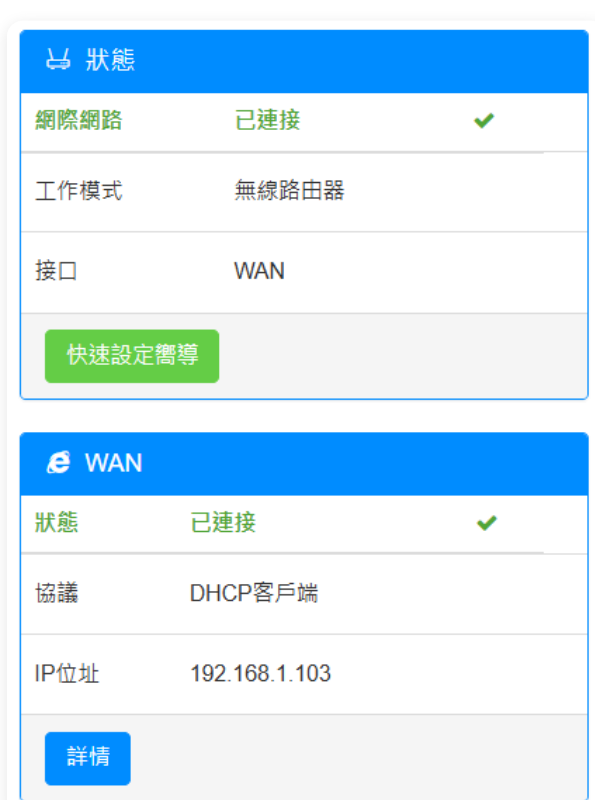 狀態
網際網路 已連接
工作模式 無線路由器
接口 WAN
快速設定嚮導
WAN
狀態 已連接
協議 DHCP客戶端
IP位址 192.168.1.103
詳情